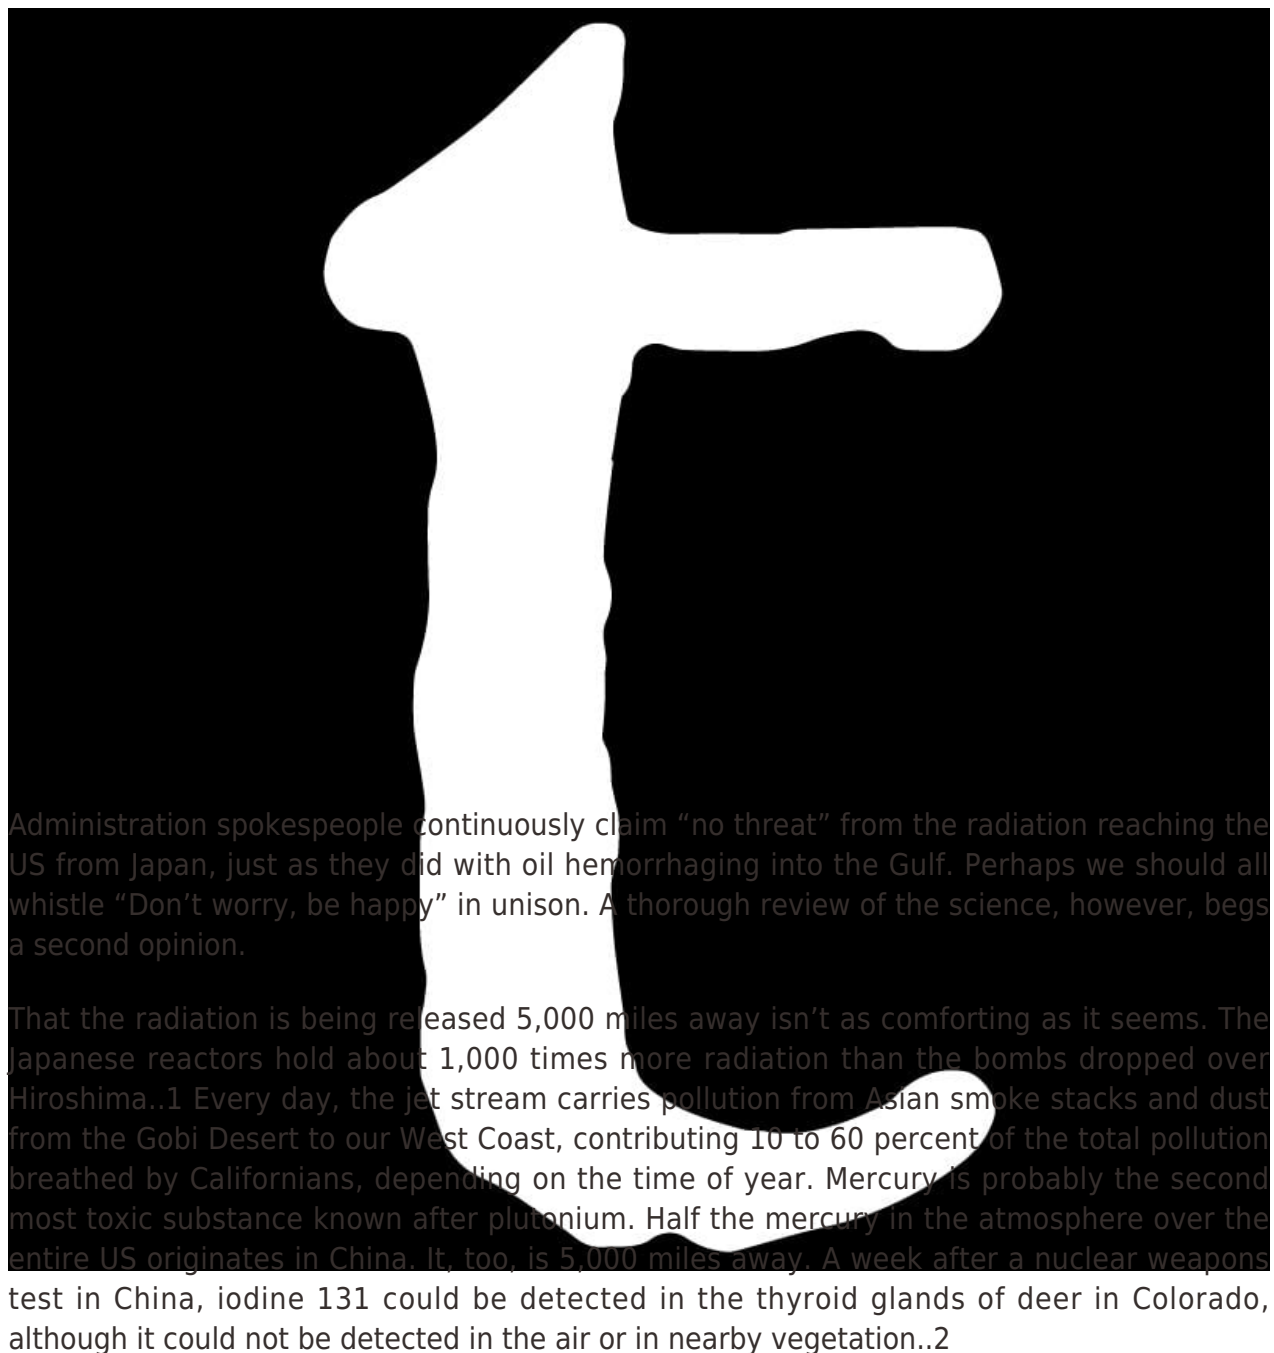 t
Administration spokespeople continuously claim “no threat” from the radiation reaching the
US from Japan, just as they did with oil hemorrhaging into the Gulf. Perhaps we should all
whistle “Don’t worry, be happy” in unison. A thorough review of the science, however, begs
a second opinion.
That the radiation is being released 5,000 miles away isn’t as comforting as it seems. The
Japanese reactors hold about 1,000 times more radiation than the bombs dropped over
Hiroshima..1 Every day, the jet stream carries pollution from Asian smoke stacks and dust
from the Gobi Desert to our West Coast, contributing 10 to 60 percent of the total pollution
breathed by Californians, depending on the time of year. Mercury is probably the second
most toxic substance known after plutonium. Half the mercury in the atmosphere over the
entire US originates in China. It, too, is 5,000 miles away. A week after a nuclear weapons
test in China, iodine 131 could be detected in the thyroid glands of deer in Colorado,
although it could not be detected in the air or in nearby vegetation..2